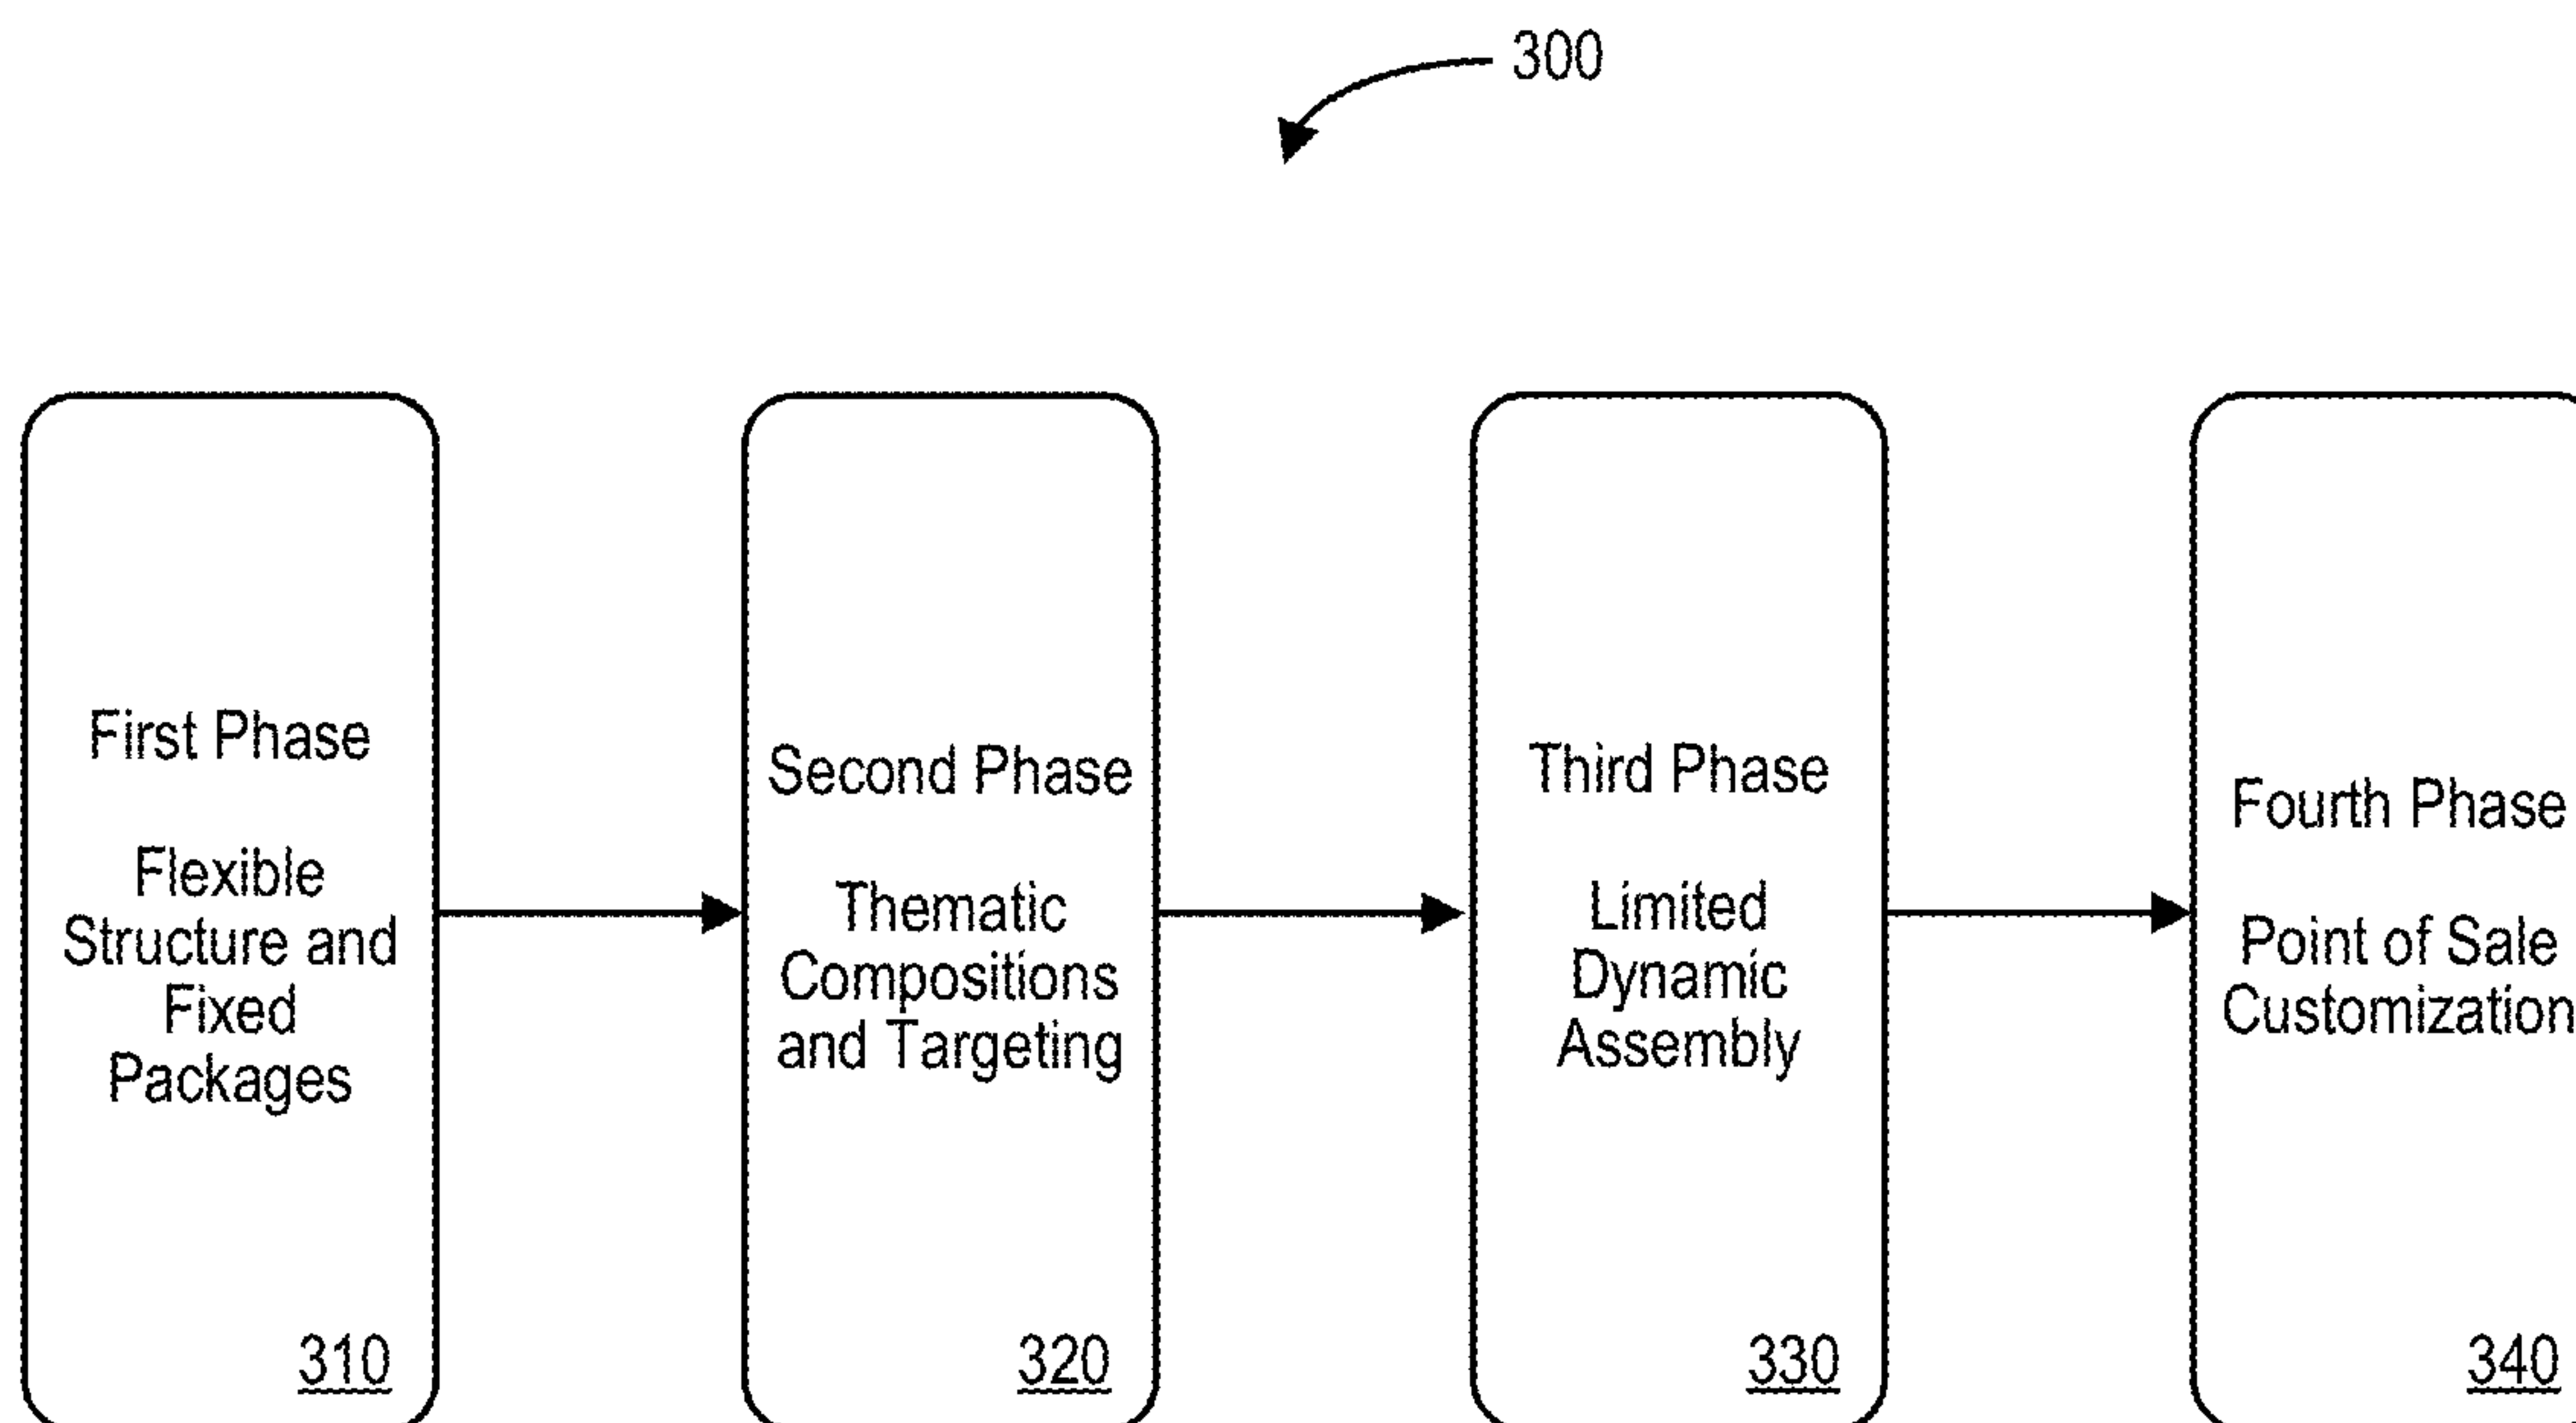 300
First Phase
Flexible
Structure and
Fixed
Packages
310
Second Phase
Thematic
Compositions
and Targeting
320
Third Phase
Limited
Dynamic
Assembly
330
Fourth Phase
Point of Sale
Customization
340